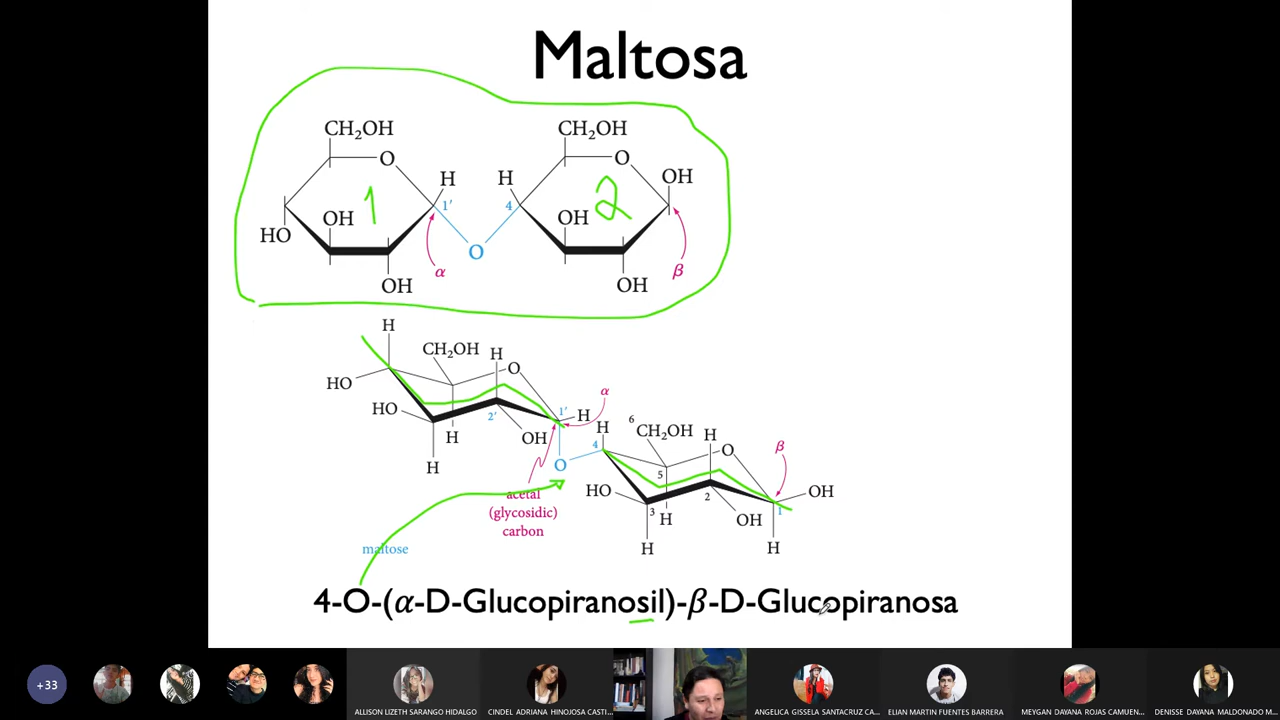 Maltosa
CH₂OH CH₂OH
O O
H H OH
1 2
1' 4
OH OH
HO
O
α β
OH OH
H
CH₂OH H O
HO
α
HO 2' 1' H
OH
H
H
6
CH₂OH H O
H
4
β
O
5
HO OH
3 2 1
H OH
H H
acetal
(glycosidic)
carbon
maltose
4-O-(α-D-Glucopiranosil)-β-D-Glucopiranosa
+33
ALLISON LIZETH SARANGO HIDALGO
CINDEL ADRIANA HINOJOSA CASTI...
ANGELICA GISSELA SANTACRUZ CA...
ELIAN MARTIN FUENTES BARRERA
MEYGAN DAYANA ROJAS CAMUEN...
DENISSE DAYANA MALDONADO M...